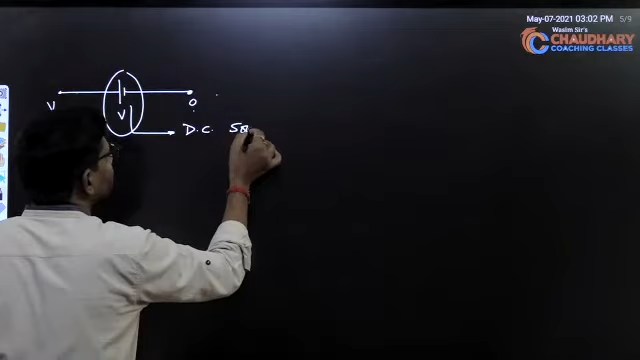 May-07-2021 03:02 PM 5/9
Wasim Sir's
CHAUDHARY
COACHING CLASSES
V
V
0
D.C.